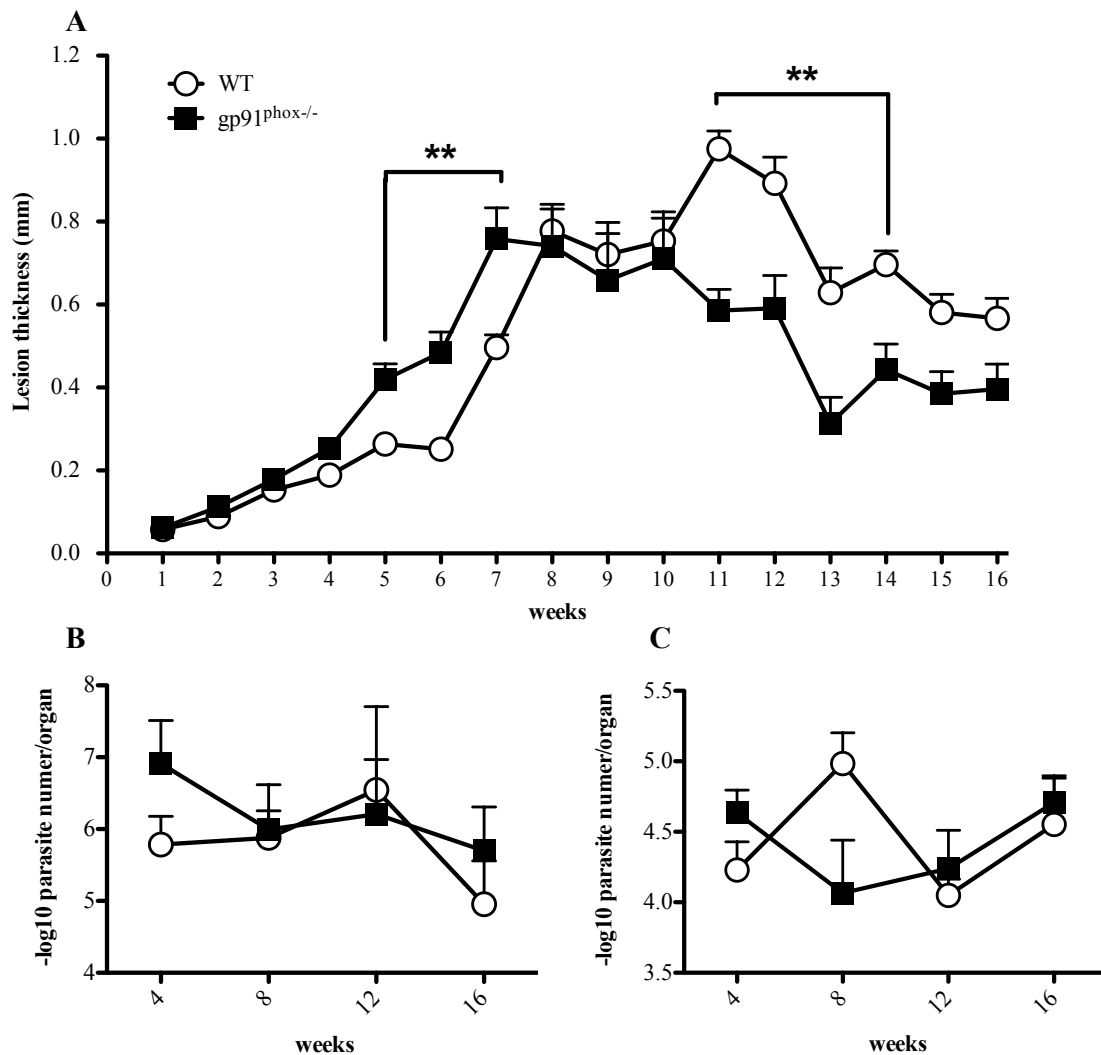 A
1.2
1.0
0.8
0.6
0.4
0.2
0.0
Lesion thickness (mm)
WT
gp91phox-/-
**
**
0 1 2 3 4 5 6 7 8 9 10 11 12 13 14 15 16
weeks
B
8
7
6
5
4
-log10 parasite numer/organ
4 8 12 16
weeks
C
5.5
5.0
4.5
4.0
3.5
-log10 parasite numer/organ
4 8 12 16
weeks